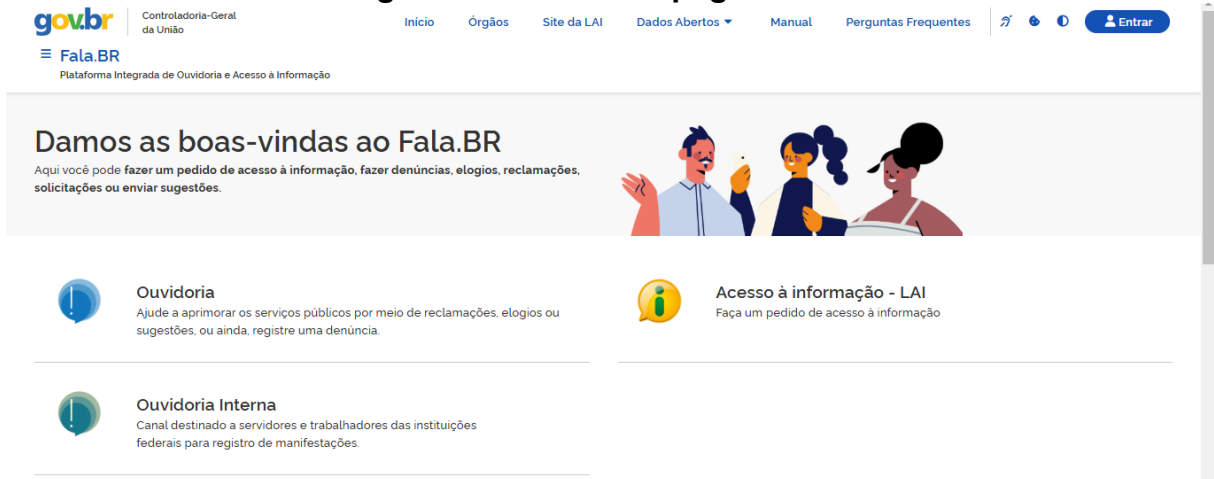 gov.br
Controladoria-Geral
da União
Início Órgãos Site da LAI Dados Abertos Manual Perguntas Frequentes Entrar
Fala.BR
Plataforma Integrada de Ouvidoria e Acesso à Informação
Damos as boas-vindas ao Fala.BR
Aqui você pode fazer um pedido de acesso à informação, fazer denúncias, elogios, reclamações,
solicitações ou enviar sugestões.
Ouvidoria
Ajude a aprimorar os serviços públicos por meio de reclamações, elogios ou
sugestões, ou ainda, registre uma denúncia.
Acesso à informação - LAI
Faça um pedido de acesso à informação
Ouvidoria Interna
Canal destinado a servidores e trabalhadores das instituições
federais para registro de manifestações.